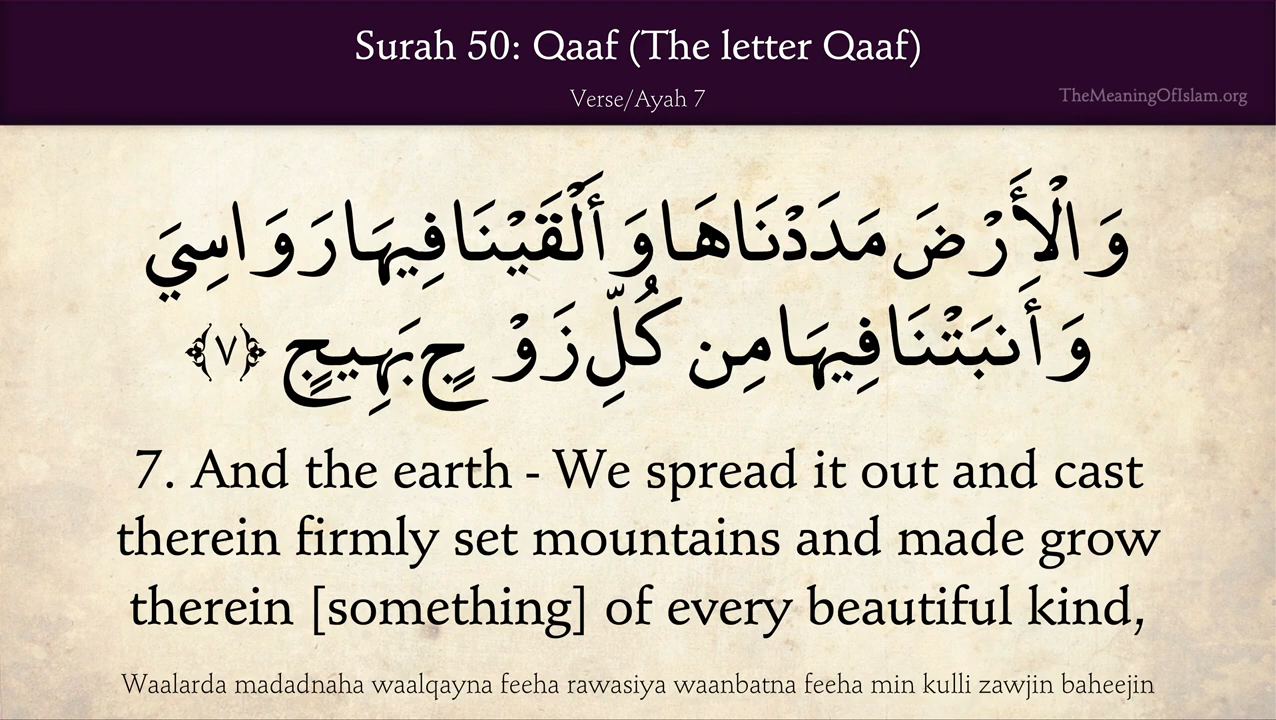 Surah 50: Qaaf (The letter Qaaf)
Verse/Ayah 7
TheMeaningOfIslam.org
وَالْأَرْضَ مَدَدْنَاهَا وَأَلْقَيْنَا فِيهَا رَوَاسِيَ
وَأَنبَتْنَا فِيهَا مِن كُلِّ زَوْجٍ بَهِيجٍ ﴿٧﴾
7. And the earth - We spread it out and cast
therein firmly set mountains and made grow
therein [something] of every beautiful kind,
Waalarda madadnaha waalqayna feeha rawasiya waanbatna feeha min kulli zawjin baheejin